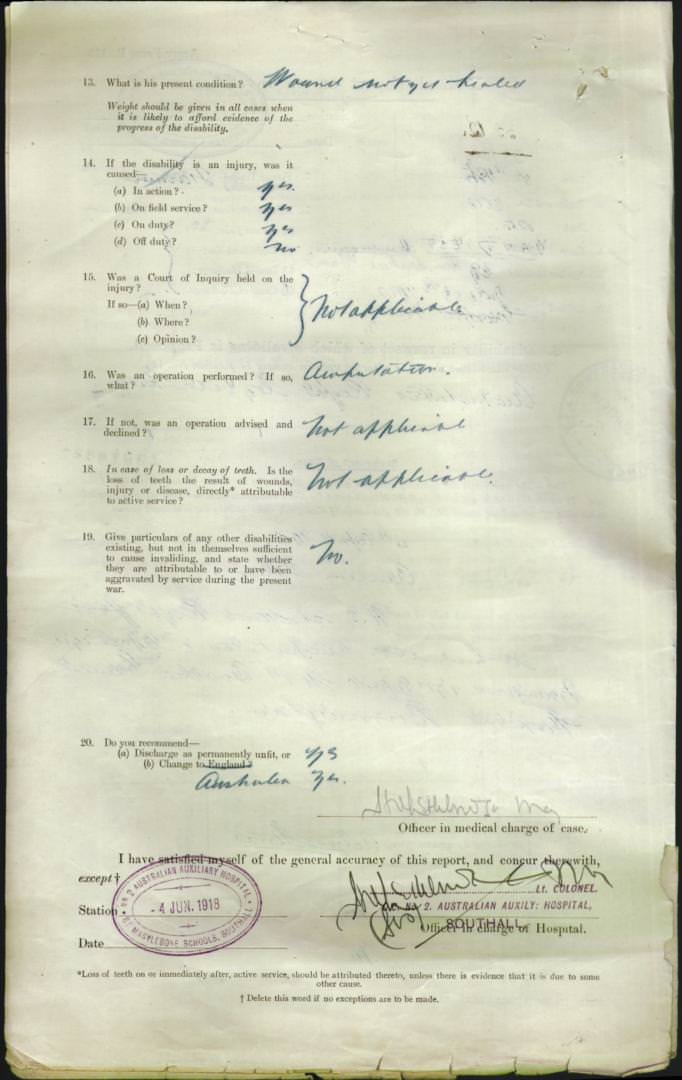 13. What is his present condition? Wound not yet healed
Weight should be given in all cases when
it is likely to afford evidence of the
progress of the disability.
14. If the disability is an injury, was it
caused—
(a) In action? yes.
(b) On field service? yes
(c) On duty? yes
(d) Off duty? no
15. Was a Court of Inquiry held on the
injury?
If so—(a) When?
(b) Where?
(c) Opinion?
Not applicable
16. Was an operation performed? If so, Amputation.
what?
17. If not, was an operation advised and
declined? Not applicable
18. In case of loss or decay of teeth. Is the
loss of teeth the result of wounds,
injury or disease, directly* attributable
to active service?
Not applicable.
19. Give particulars of any other disabilities
existing, but not in themselves sufficient
to cause invaliding, and state whether
they are attributable to or have been
aggravated by service during the present
war.
No.
20. Do you recommend—
(a) Discharge as permanently unfit, or yes
(b) Change to England?
Australia yes.
Officer in medical charge of case.
I have satisfied myself of the general accuracy of this report, and concur therewith,
except†
Lt. COLONEL.
Station
No 2. AUSTRALIAN AUXILY: HOSPITAL,
SOUTHALL
Officer in charge of Hospital.
Date
No 2 AUSTRALIAN AUXILIARY HOSPITAL
- 4 JUN. 1918
ST MARYLEBONE SCHOOLS, SOUTHALL
*Loss of teeth on or immediately after, active service, should be attributed thereto, unless there is evidence that it is due to some
other cause.
† Delete this word if no exceptions are to be made.